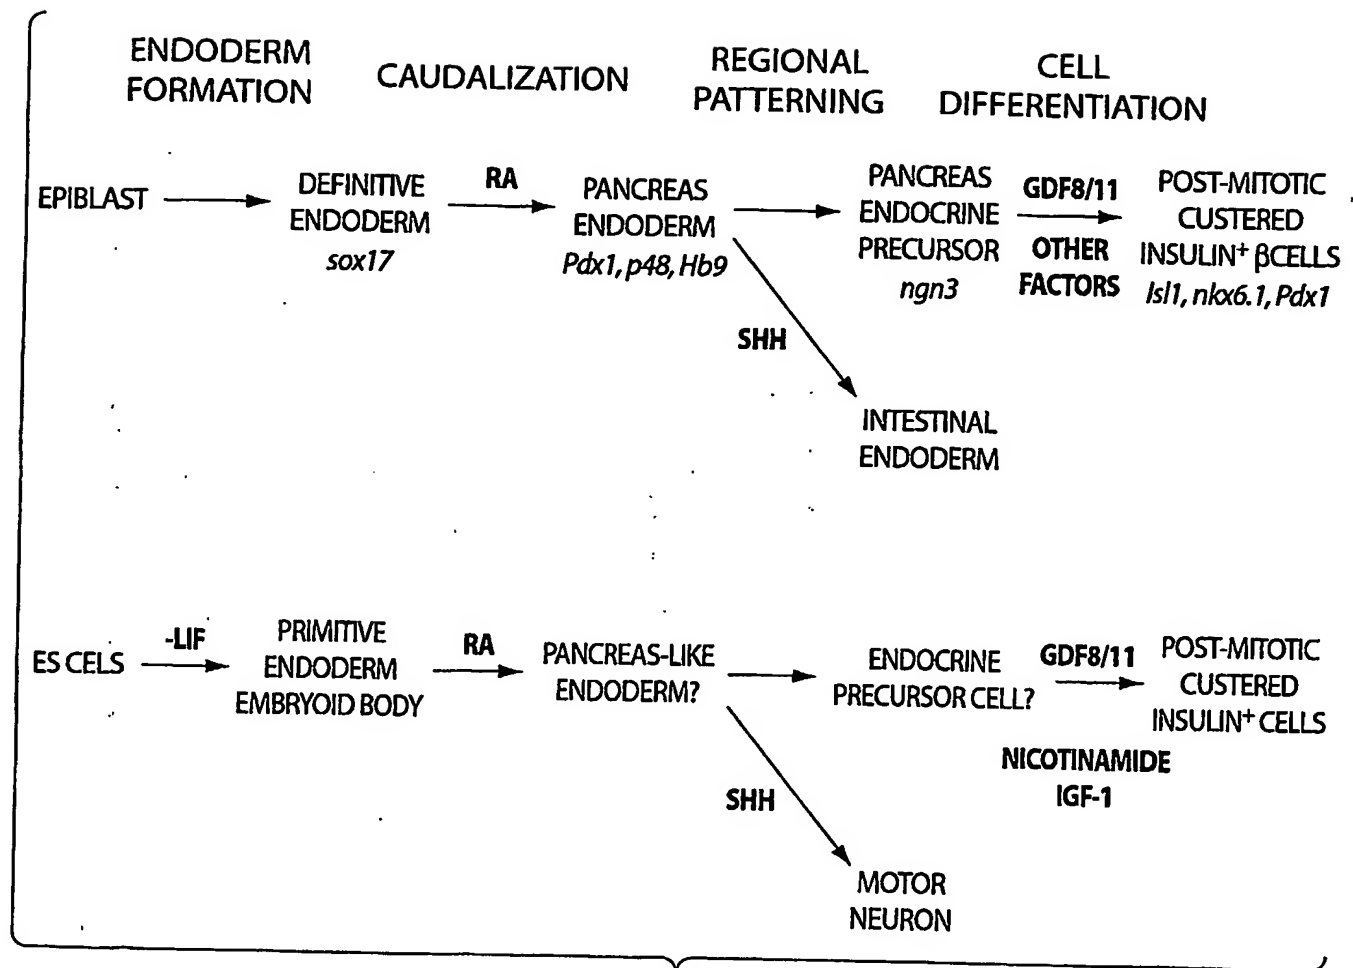 ENDODERM
FORMATION
CAUDALIZATION
REGIONAL
PATTERNING
CELL
DIFFERENTIATION
EPIBLAST
DEFINITIVE
ENDODERM
sox17
RA
PANCREAS
ENDODERM
Pdx1, p48, Hb9
PANCREAS
ENDOCRINE
PRECURSOR
ngn3
GDF8/11
OTHER
FACTORS
POST-MITOTIC
CUSTERED
INSULIN+ βCELLS
Isl1, nkx6.1, Pdx1
SHH
INTESTINAL
ENDODERM
ES CELS
-LIF
PRIMITIVE
ENDODERM
EMBRYOID BODY
RA
PANCREAS-LIKE
ENDODERM?
ENDOCRINE
PRECURSOR CELL?
GDF8/11
NICOTINAMIDE
IGF-1
POST-MITOTIC
CUSTERED
INSULIN+ CELLS
SHH
MOTOR
NEURON